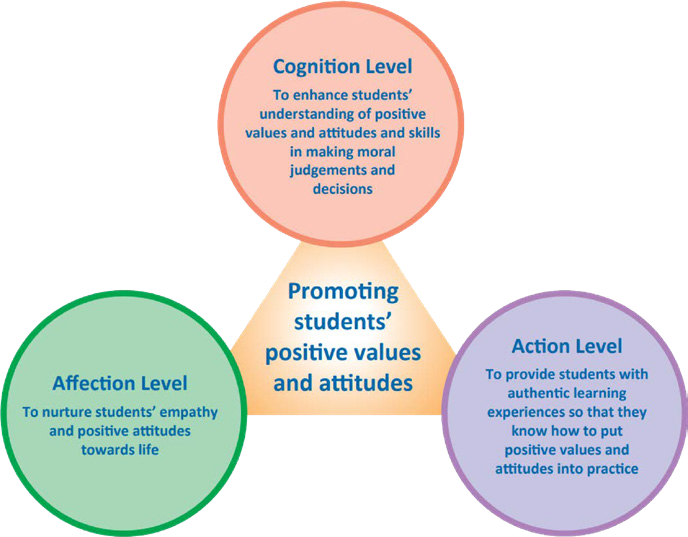 Cognition Level
To enhance students’
understanding of positive
values and attitudes and skills
in making moral
judgements and
decisions
Promoting
students’
positive values
and attitudes
Affection Level
To nurture students’ empathy
and positive attitudes
towards life
Action Level
To provide students with
authentic learning
experiences so that they
know how to put
positive values and
attitudes into practice